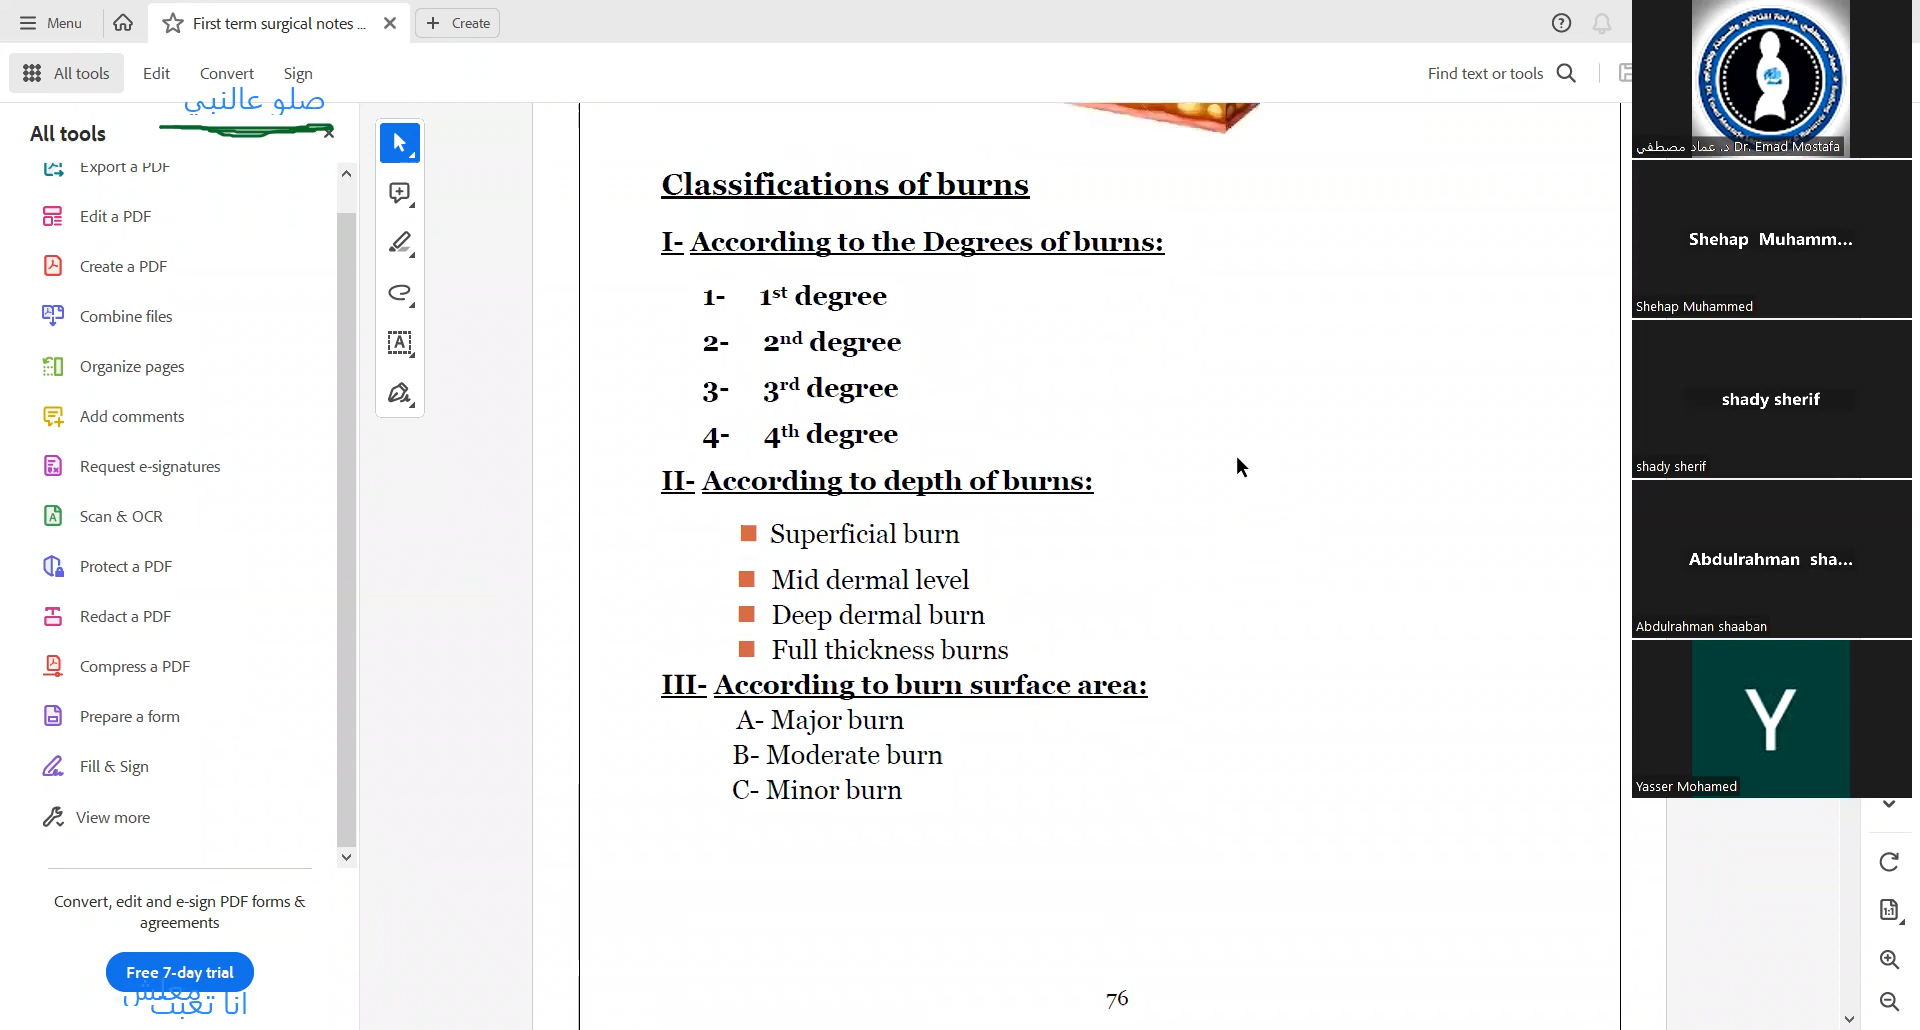 Menu
First term surgical notes ...
Create
All tools
Edit
Convert
Sign
Find text or tools
صلو عالنبي
All tools
Export a PDF
Edit a PDF
Create a PDF
Combine files
Organize pages
Add comments
Request e-signatures
Scan & OCR
Protect a PDF
Redact a PDF
Compress a PDF
Prepare a form
Fill & Sign
View more
Convert, edit and e-sign PDF forms &
agreements
Free 7-day trial
معلش
انا تعبت
Classifications of burns
I- According to the Degrees of burns:
1- 1st degree
2- 2nd degree
3- 3rd degree
4- 4th degree
II- According to depth of burns:
Superficial burn
Mid dermal level
Deep dermal burn
Full thickness burns
III- According to burn surface area:
A- Major burn
B- Moderate burn
C- Minor burn
76
Dr. Emad Mostafa د. عماد مصطفي
Shehap Muhamm...
Shehap Muhammed
shady sherif
shady sherif
Abdulrahman sha...
Abdulrahman shaaban
Y
Yasser Mohamed
1:1